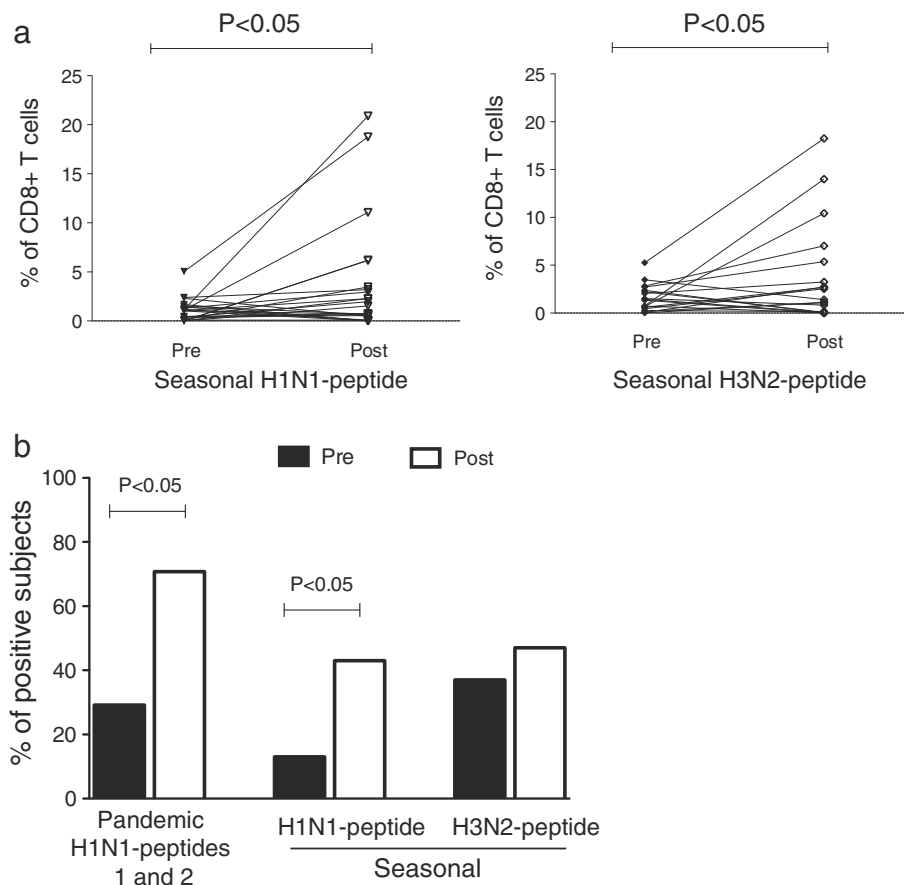 a
P<0.05
% of CD8+ T cells
25
20
15
10
5
0
Pre
Post
Seasonal H1N1-peptide
P<0.05
% of CD8+ T cells
25
20
15
10
5
0
Pre
Post
Seasonal H3N2-peptide
b
Pre
Post
% of positive subjects
100
80
60
40
20
0
P<0.05
P<0.05
Pandemic
H1N1-peptides
1 and 2
H1N1-peptide
H3N2-peptide
Seasonal